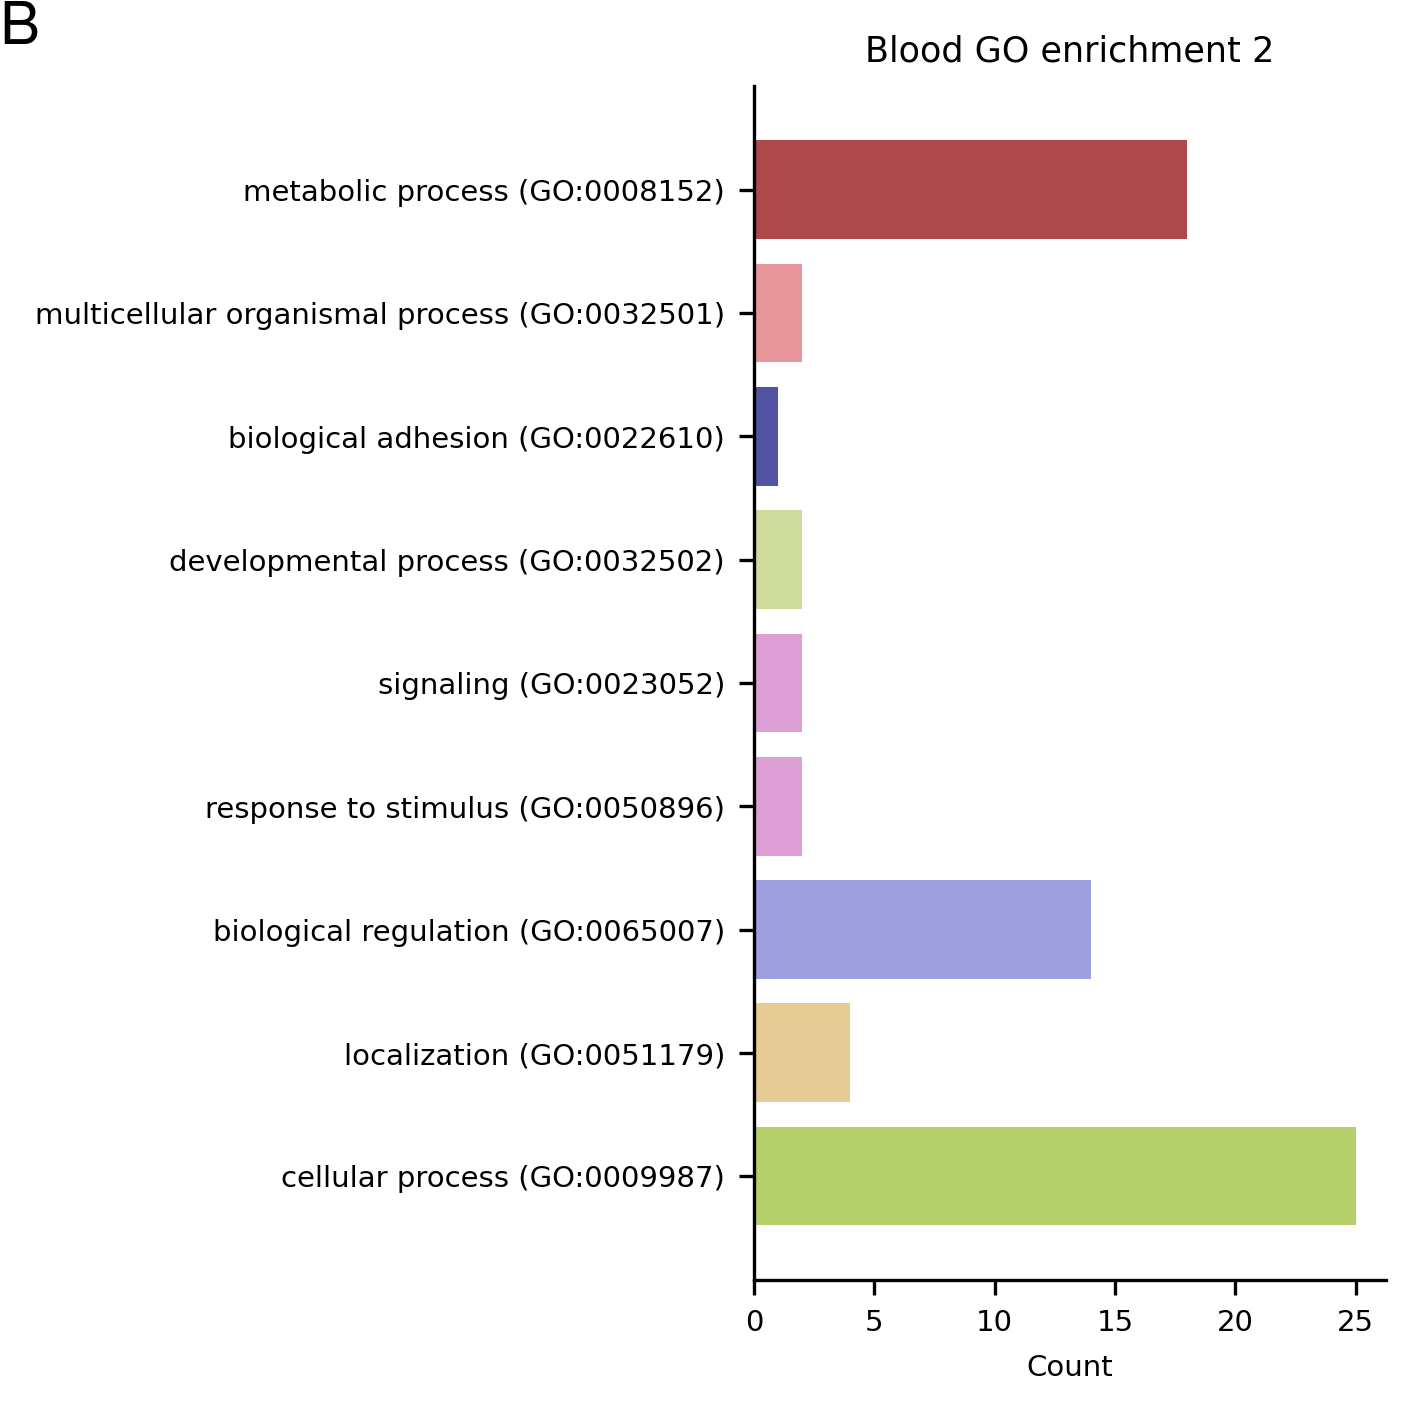 B
Blood GO enrichment 2
metabolic process (GO:0008152)
multicellular organismal process (GO:0032501)
biological adhesion (GO:0022610)
developmental process (GO:0032502)
signaling (GO:0023052)
response to stimulus (GO:0050896)
biological regulation (GO:0065007)
localization (GO:0051179)
cellular process (GO:0009987)
0 5 10 15 20 25
Count